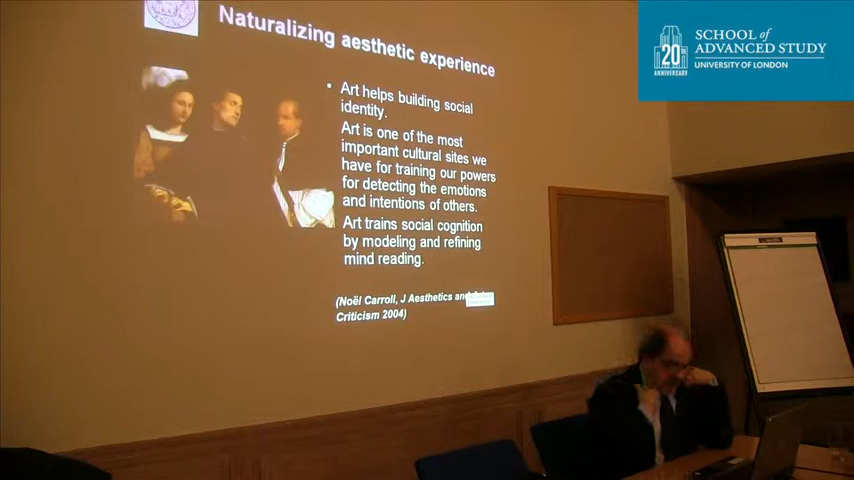 Naturalizing aesthetic experience
• Art helps building social
identity.
Art is one of the most
important cultural sites we
have for training our powers
for detecting the emotions
and intentions of others.
Art trains social cognition
by modeling and refining
mind reading.
(Noël Carroll, J Aesthetics and
Criticism 2004)
SCHOOL of
ADVANCED STUDY
UNIVERSITY OF LONDON
20th
ANNIVERSARY